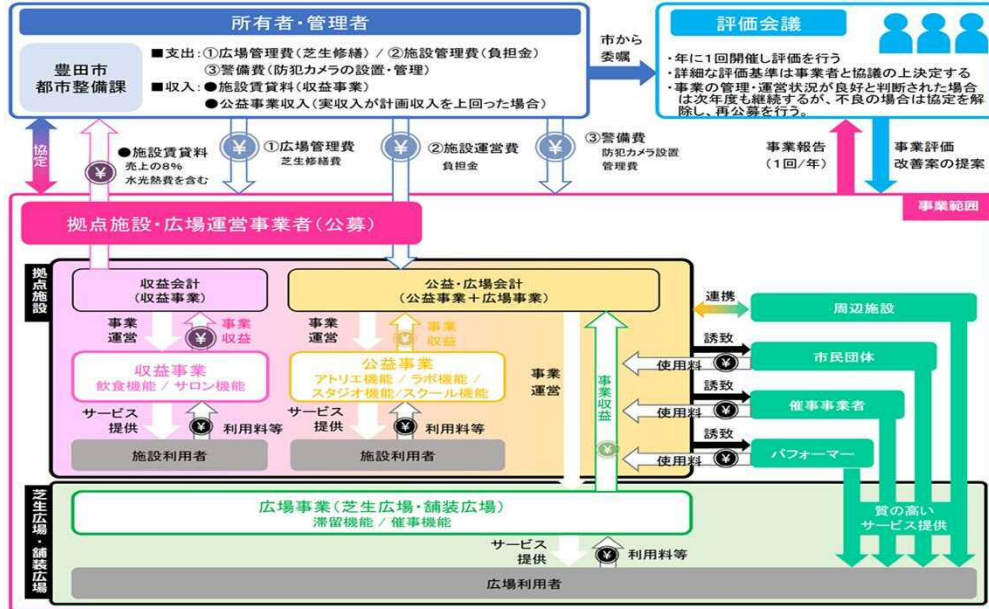 所有者・管理者
豊田市
都市整備課
■支出：①広場管理費(芝生修繕) / ②施設管理費(負担金)
③警備費(防犯カメラの設置・管理)
■収入：●施設賃貸料(収益事業)
●公益事業収入(実収入が計画収入を上回った場合)
市から
委嘱
評価会議
・年に1回開催し評価を行う
・詳細な評価基準は事業者と協議の上決定する
・事業の管理・運営状況が良好と判断された場合
は次年度も継続するが、不良の場合は協定を解
除し、再公募を行う。
協定
¥
●施設賃貸料
売上の8%
水光熱費を含む
¥
①広場管理費
芝生修繕費
¥
②施設運営費
負担金
¥
③警備費
防犯カメラ設置
管理費
事業報告
(1回/年)
事業評価
改善案の提案
事業範囲
拠点施設・広場運営事業者(公募)
拠点施設
収益会計
(収益事業)
公益・広場会計
(公益事業＋広場事業)
事業
運営
¥
事業
収益
事業
運営
¥
事業
収益
収益事業
飲食機能 / サロン機能
公益事業
アトリエ機能 / ラボ機能 /
スタジオ機能/スクール機能
サービス
提供
¥
利用料等
サービス
提供
¥
利用料等
施設利用者
施設利用者
事業
運営
事業収益
¥
連携
周辺施設
誘致
使用料
¥
市民団体
誘致
使用料
¥
催事事業者
誘致
使用料
¥
パフォーマー
質の高い
サービス提供
芝生広場・舗装広場
広場事業(芝生広場・舗装広場)
滞留機能 / 催事機能
サービス
提供
¥
利用料等
広場利用者